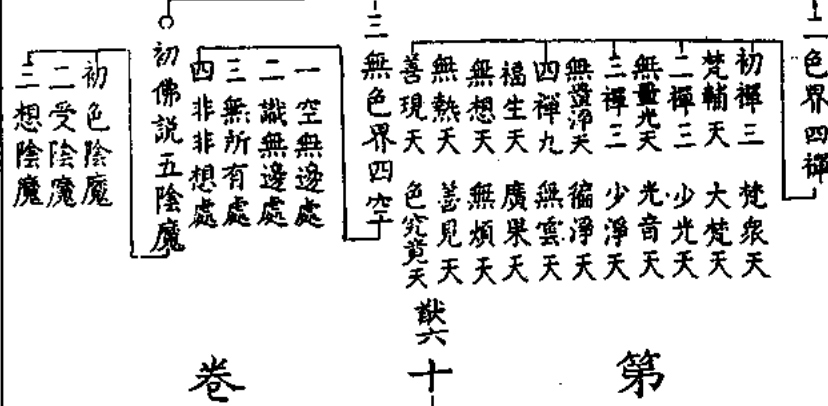 二色界四禪
初禪三 梵衆天
梵輔天 大梵天
二禪三 少光天
無量光天 光音天
三禪三 少淨天
無量淨天 徧淨天
四禪九 無雲天
福生天 廣果天
無想天 無煩天
無熱天 善見天
善現天 色究竟天
三無色界四空
一空無邊處
二識無邊處
三無所有處
四非非想處
初佛說五陰魔
初色陰魔
二受陰魔
三想陰魔
第十卷